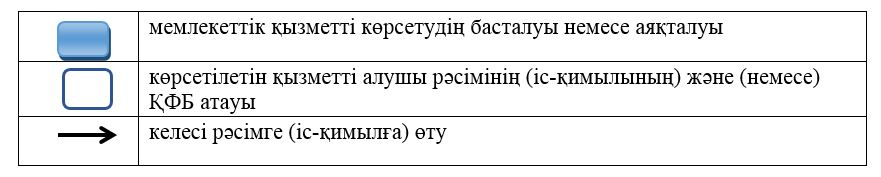 мемлекеттік қызметті көрсетудің басталуы немесе аяқталуы
көрсетілетін қызметті алушы рәсімінің (іс-қимылының) және (немесе)
ҚФБ атауы
келесі рәсімге (іс-қимылға) өту